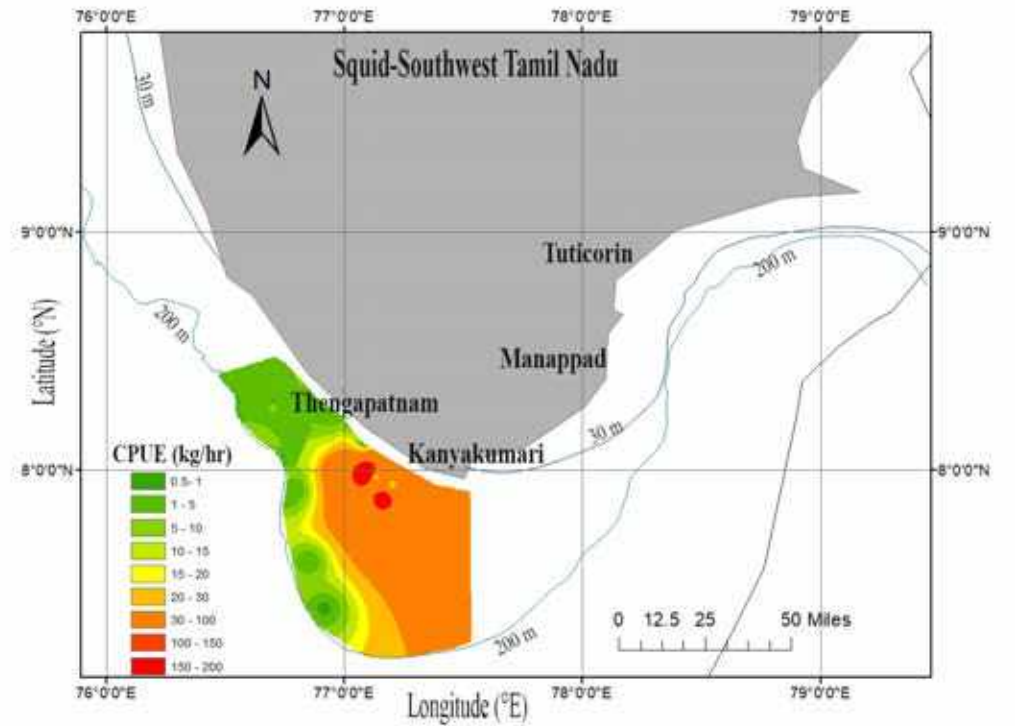 76°0'0"E 77°0'0"E 78°0'0"E 79°0'0"E
Squid-Southwest Tamil Nadu
N
30 m
9°0'0"N 9°0'0"N
Tuticorin
200 m
200 m
Manappad
Latitude (°N)
Thengapatnam
30 m
Kanyakumari
CPUE (kg/hr)
8°0'0"N 8°0'0"N
0.5- 1
1 - 5
5 - 10
10 - 15
15 - 20
20 - 30
30 - 100
100 - 150
150 - 200
0 12.5 25 50 Miles
200 m
76°0'0"E 77°0'0"E 78°0'0"E 79°0'0"E
Longitude (°E)